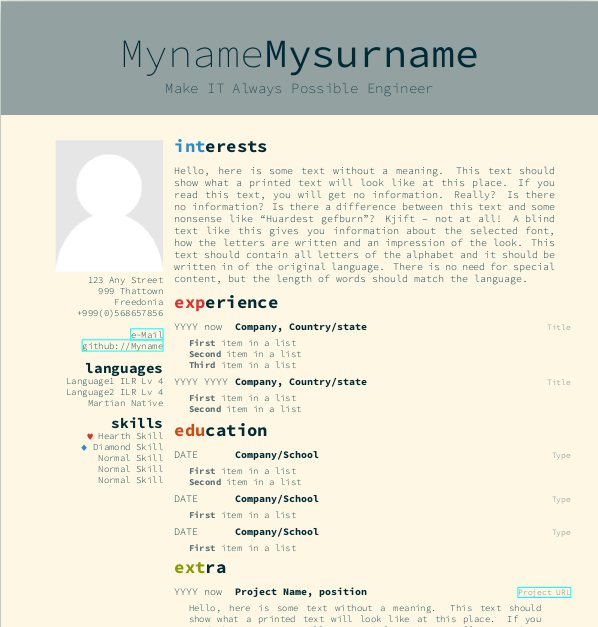 MynameMysurname
Make IT Always Possible Engineer
123 Any Street
999 Thattown
Freedonia
+999(0)568657856
e-Mail
github://Myname
languages
Language1 ILR Lv 4
Language2 ILR Lv 4
Martian Native
skills
♥ Hearth Skill
♦ Diamond Skill
Normal Skill
Normal Skill
Normal Skill
interests
Hello, here is some text without a meaning. This text should
show what a printed text will look like at this place. If you
read this text, you will get no information. Really? Is there
no information? Is there a difference between this text and some
nonsense like “Huardest gefburn”? Kjift – not at all! A blind
text like this gives you information about the selected font,
how the letters are written and an impression of the look. This
text should contain all letters of the alphabet and it should be
written in of the original language. There is no need for special
content, but the length of words should match the language.
experience
YYYY now Company, Country/state Title
First item in a list
Second item in a list
Third item in a list
YYYY YYYY Company, Country/state Title
First item in a list
Second item in a list
education
DATE Company/School Type
First item in a list
Second item in a list
DATE Company/School Type
First item in a list
DATE Company/School Type
First item in a list
extra
YYYY now Project Name, position Project URL
Hello, here is some text without a meaning. This text should
show what a printed text will look like at this place. If you